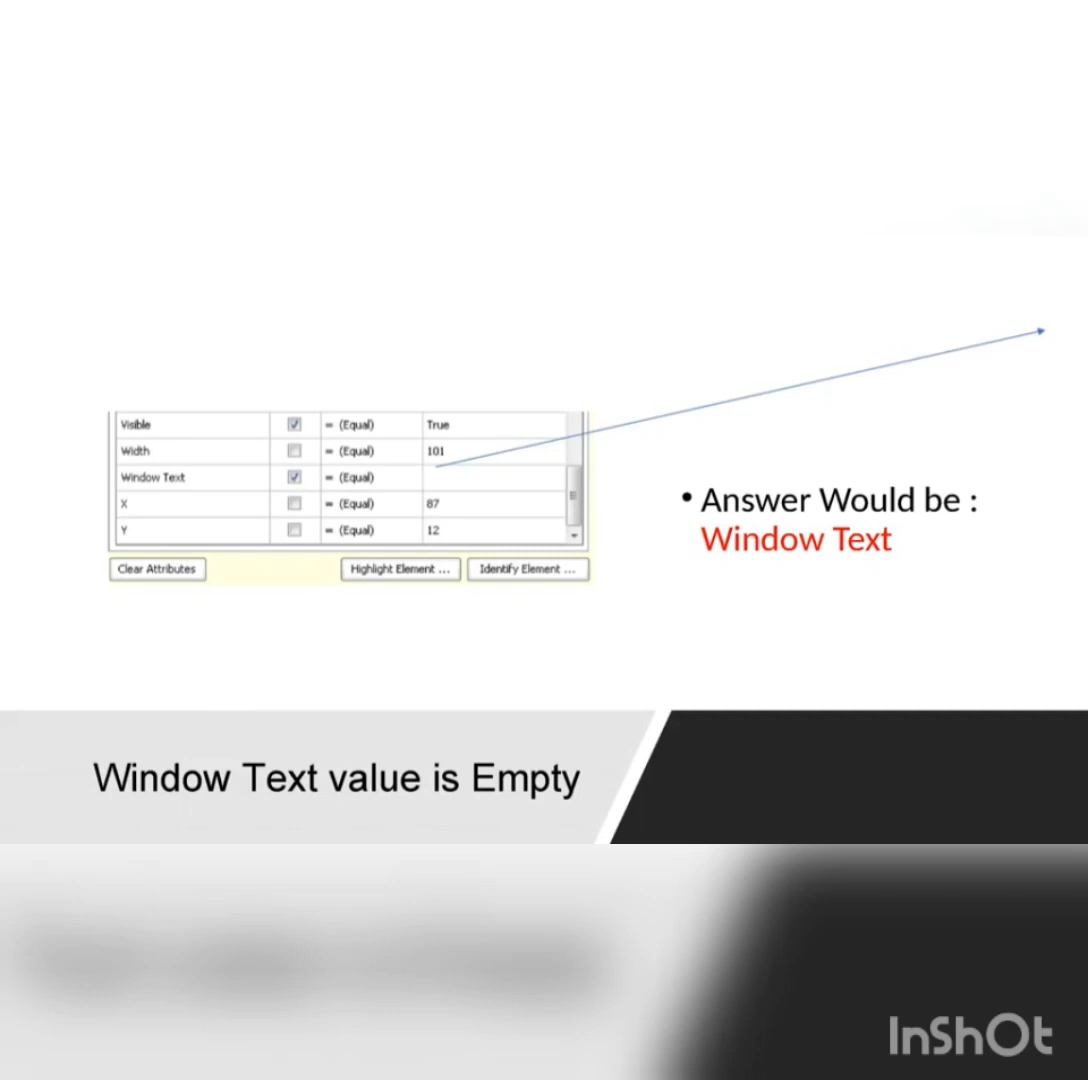 Visible = (Equal) True
Width = (Equal) 101
Window Text = (Equal)
X = (Equal) 87
Y = (Equal) 12
Clear Attributes Highlight Element ... Identify Element ...
• Answer Would be :
Window Text
Window Text value is Empty
InShOt